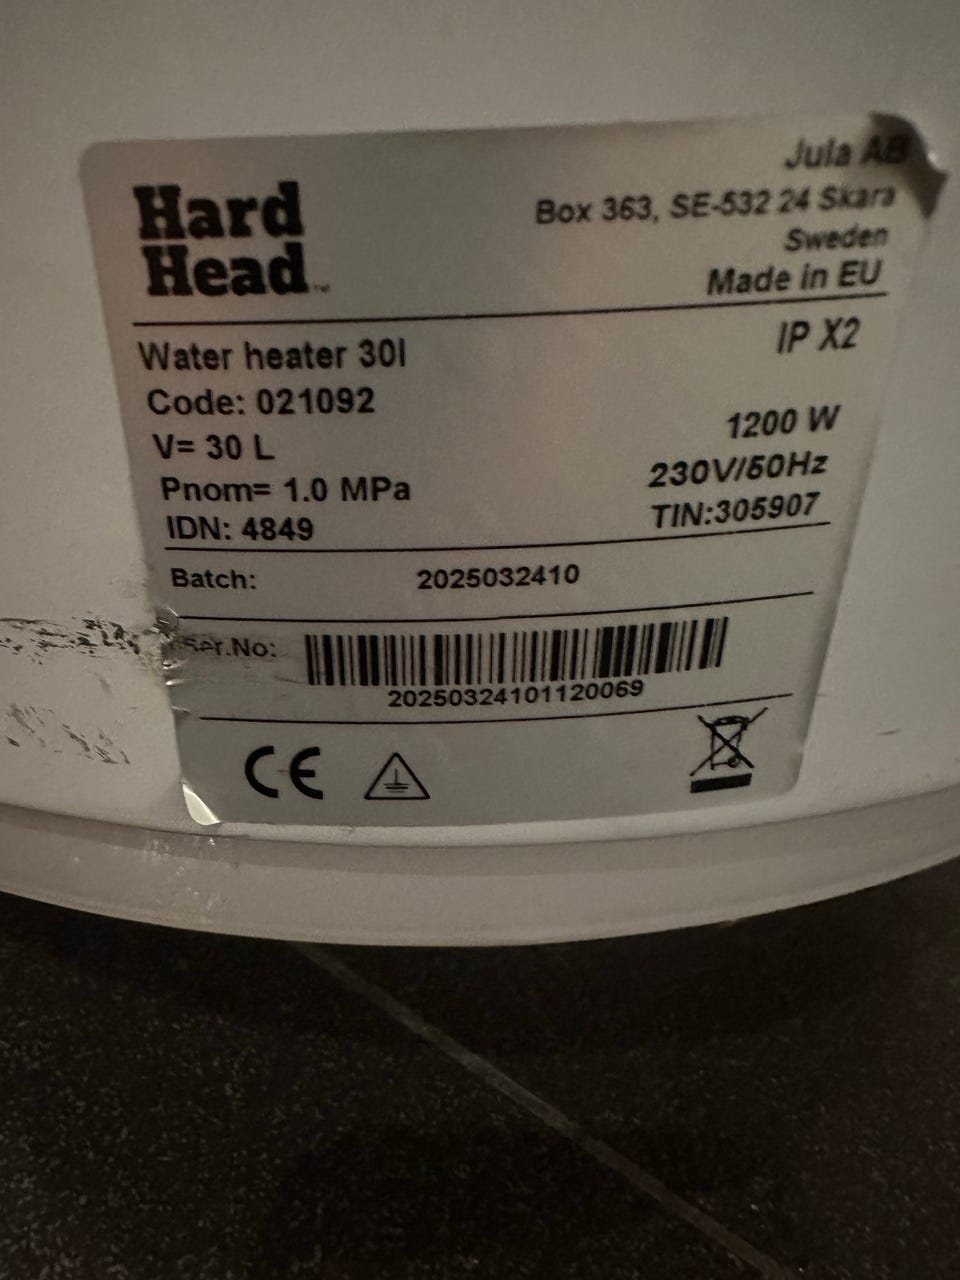 Hard
Head™
Jula AB
Box 363, SE-532 24 Skara
Sweden
Made in EU
Water heater 30l
IP X2
Code: 021092
V= 30 L
1200 W
Pnom= 1.0 MPa
230V/50Hz
IDN: 4849
TIN:305907
Batch: 2025032410
Ser.No:
20250324101120069
CE